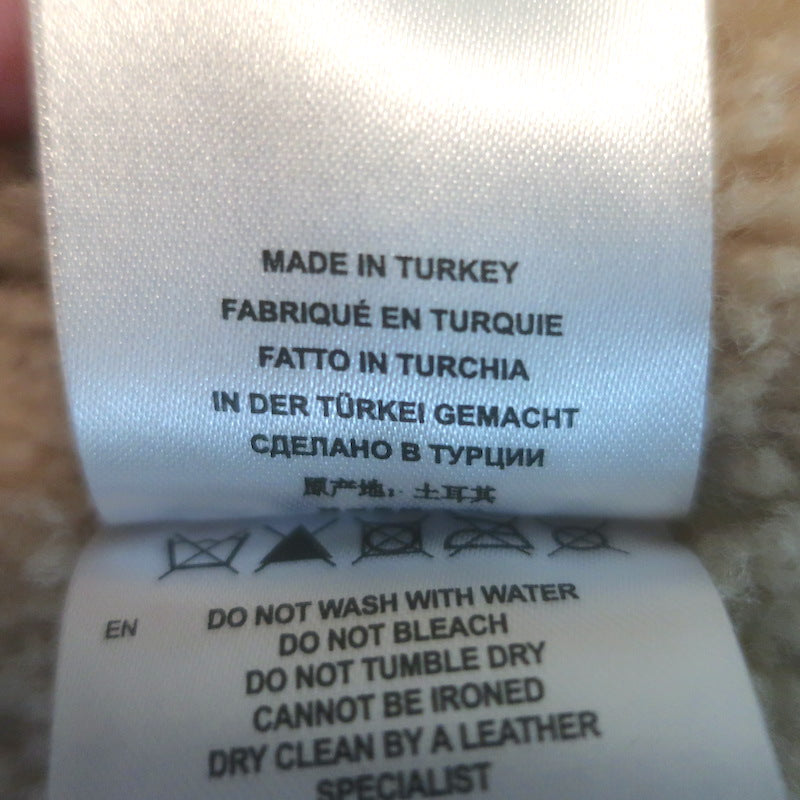 MADE IN TURKEY
FABRIQUÉ EN TURQUIE
FATTO IN TURCHIA
IN DER TÜRKEI GEMACHT
СДЕЛАНО В ТУРЦИИ
原产地：土耳其
EN
DO NOT WASH WITH WATER
DO NOT BLEACH
DO NOT TUMBLE DRY
CANNOT BE IRONED
DRY CLEAN BY A LEATHER
SPECIALIST